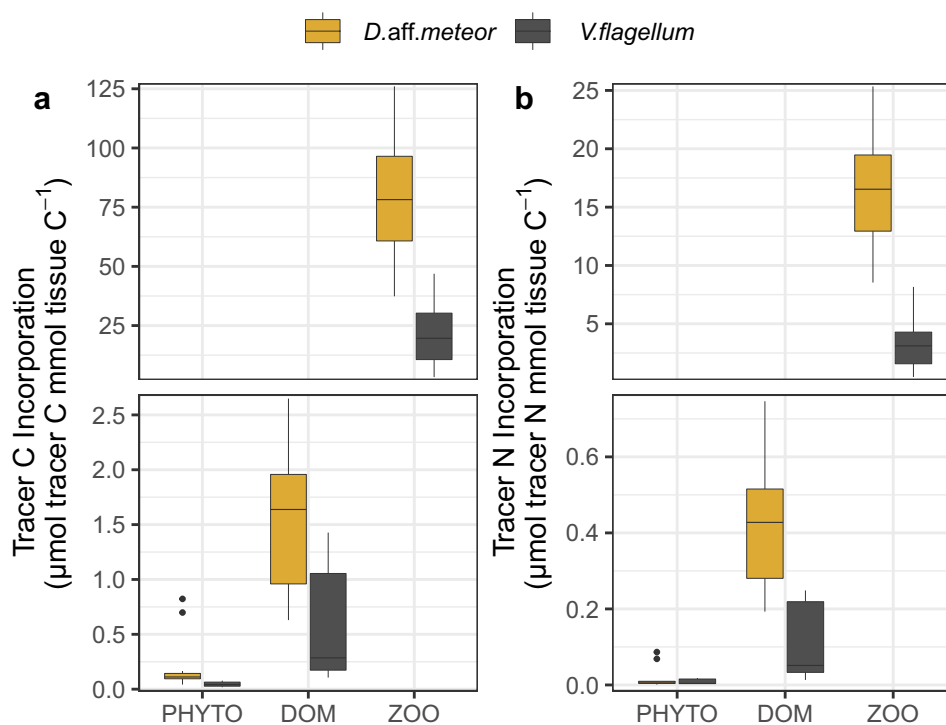 D.aff.meteor V.flagellum
a
b
Tracer C Incorporation
(µmol tracer C mmol tissue C⁻¹)
125
100
75
50
25
2.5
2.0
1.5
1.0
0.5
0.0
PHYTO DOM ZOO
Tracer N Incorporation
(µmol tracer N mmol tissue C⁻¹)
25
20
15
10
5
0.6
0.4
0.2
0.0
PHYTO DOM ZOO